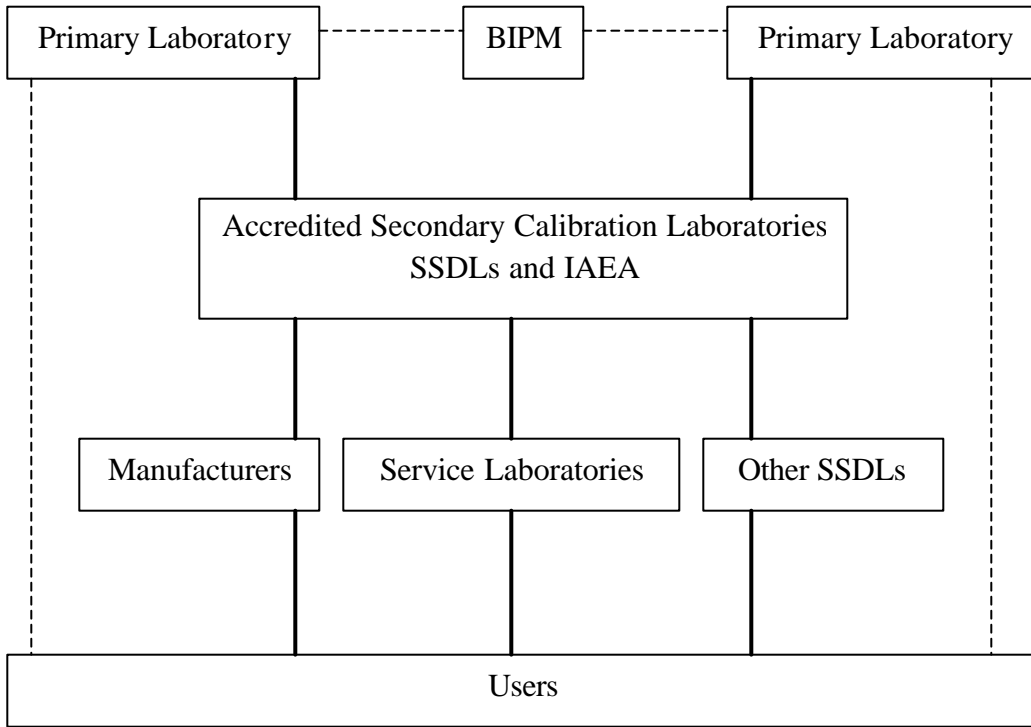 Primary Laboratory
BIPM
Primary Laboratory
Accredited Secondary Calibration Laboratories
SSDLs and IAEA
Manufacturers
Service Laboratories
Other SSDLs
Users